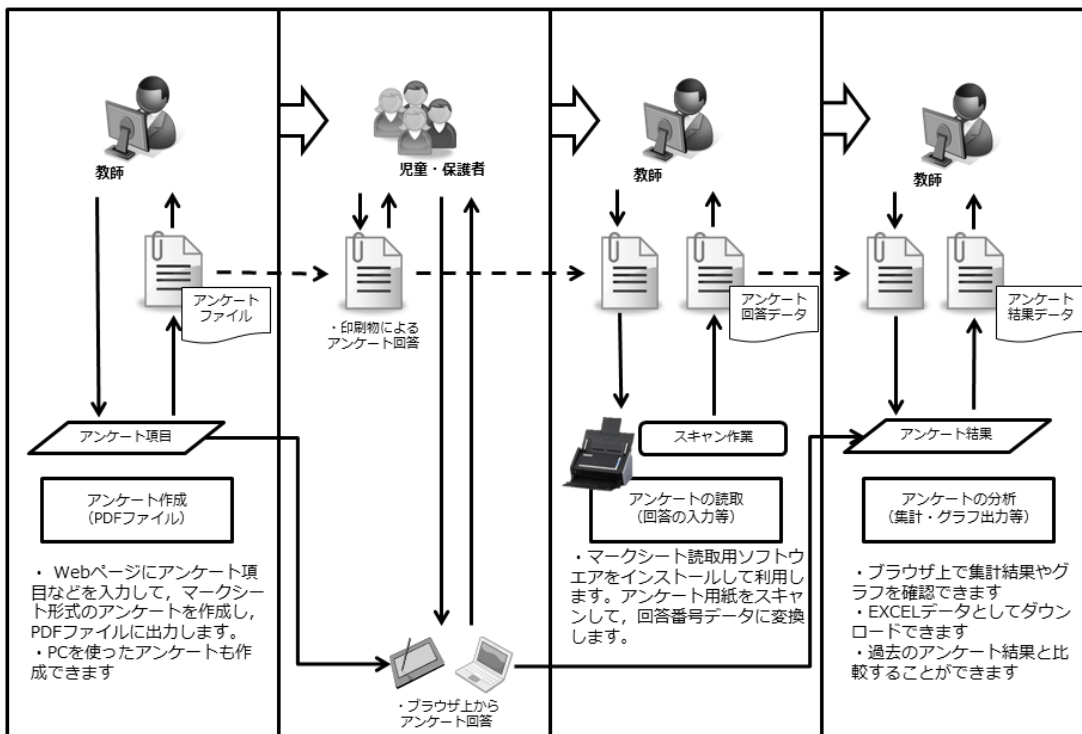 教師
アンケート
ファイル
アンケート項目
アンケート作成
（PDFファイル）
・ Webページにアンケート項
目などを入力して，マークシ
ート形式のアンケートを作成し，
PDFファイルに出力します。
・PCを使ったアンケートも作
成できます
児童・保護者
・印刷物による
アンケート回答
・ブラウザ上から
アンケート回答
教師
アンケート
回答データ
スキャン作業
アンケートの読取
（回答の入力等）
・マークシート読取用ソフトウ
エアをインストールして利用し
ます。アンケート用紙をスキャ
ンして，回答番号データに変換
します。
教師
アンケート
結果データ
アンケート結果
アンケートの分析
（集計・グラフ出力等）
・ブラウザ上で集計結果やグ
ラフを確認できます
・EXCELデータとしてダウン
ロードできます
・過去のアンケート結果と比
較することができます